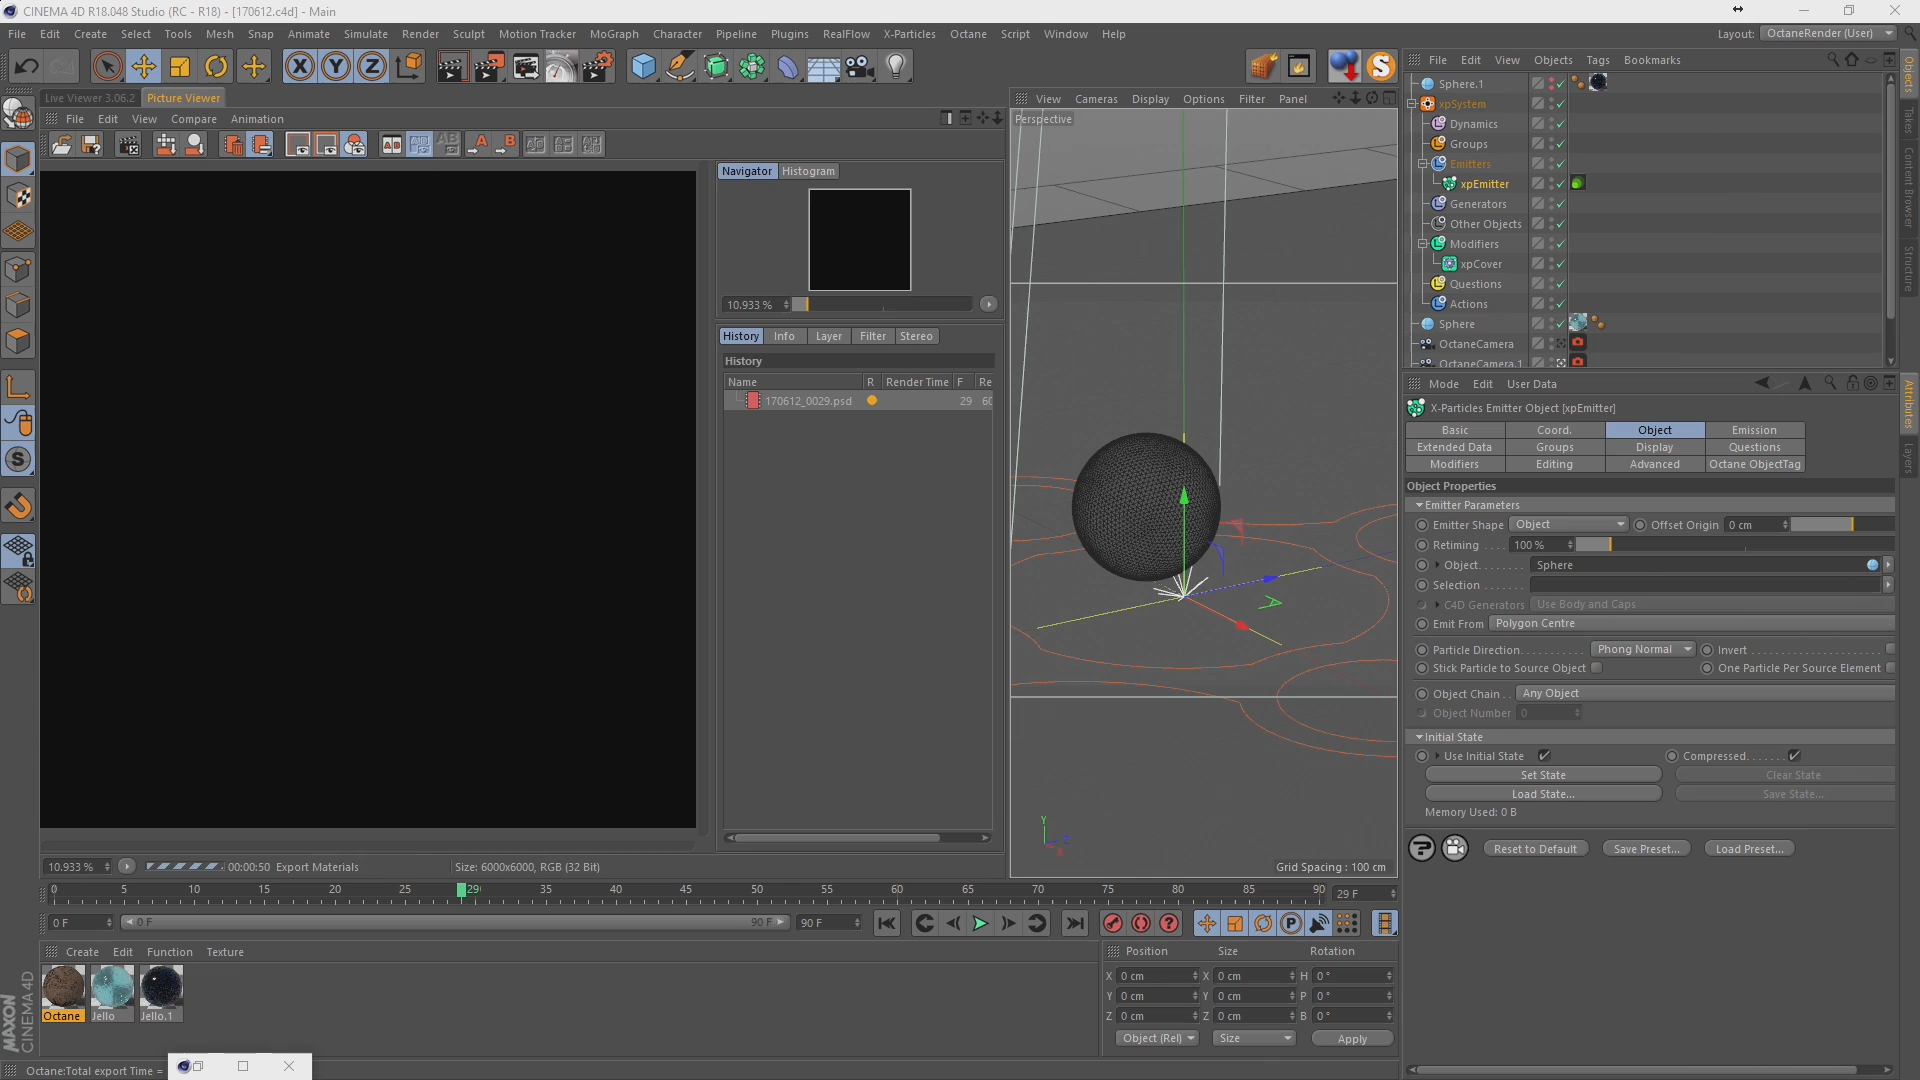 CINEMA 4D R18.048 Studio (RC - R18) - [170612.c4d] - Main
File Edit Create Select Tools Mesh Snap Animate Simulate Render Sculpt Motion Tracker MoGraph Character Pipeline Plugins RealFlow X-Particles Octane Script Window Help
Layout: OctaneRender (User)
File Edit View Objects Tags Bookmarks
Live Viewer 3.06.2 Picture Viewer
File Edit View Compare Animation
View Cameras Display Options Filter Panel
Perspective
Navigator Histogram
10.933 %
History Info Layer Filter Stereo
History
Name R Render Time F Re
170612_0029.psd 29 60
Sphere.1
xpSystem
Dynamics
Groups
Emitters
xpEmitter
Generators
Other Objects
Modifiers
xpCover
Questions
Actions
Sphere
OctaneCamera
OctaneCamera.1
Objects
Takes
Content Browser
Structure
Mode Edit User Data
X-Particles Emitter Object [xpEmitter]
Basic Coord. Object Emission
Extended Data Groups Display Questions
Modifiers Editing Advanced Octane ObjectTag
Attributes
Layers
Object Properties
Emitter Parameters
Emitter Shape Object Offset Origin 0 cm
Retiming . . . . 100 %
Object. . . . . . . . Sphere
Selection . . . . . . .
C4D Generators Use Body and Caps
Emit From Polygon Centre
Particle Direction. . . . . . . . . . . Phong Normal Invert . . . . . . . . . . . . . . . . . . . . . .
Stick Particle to Source Object One Particle Per Source Element
Object Chain . . Any Object
Object Number 0
Initial State
Use Initial State Compressed. . . . . . .
Set State Clear State
Load State... Save State...
Memory Used: 0 B
Reset to Default Save Preset... Load Preset...
Y
Z
X
Grid Spacing : 100 cm
10.933 % 00:00:50 Export Materials Size: 6000x6000, RGB (32 Bit)
0 5 10 15 20 25 29 35 40 45 50 55 60 65 70 75 80 85 90 29 F
0 F 0 F 90 F 90 F
Create Edit Function Texture
Octane Jello Jello.1
Position Size Rotation
X 0 cm X 0 cm H 0 °
Y 0 cm Y 0 cm P 0 °
Z 0 cm Z 0 cm B 0 °
Object (Rel) Size Apply
MAXON
CINEMA 4D
Octane:Total export Time =